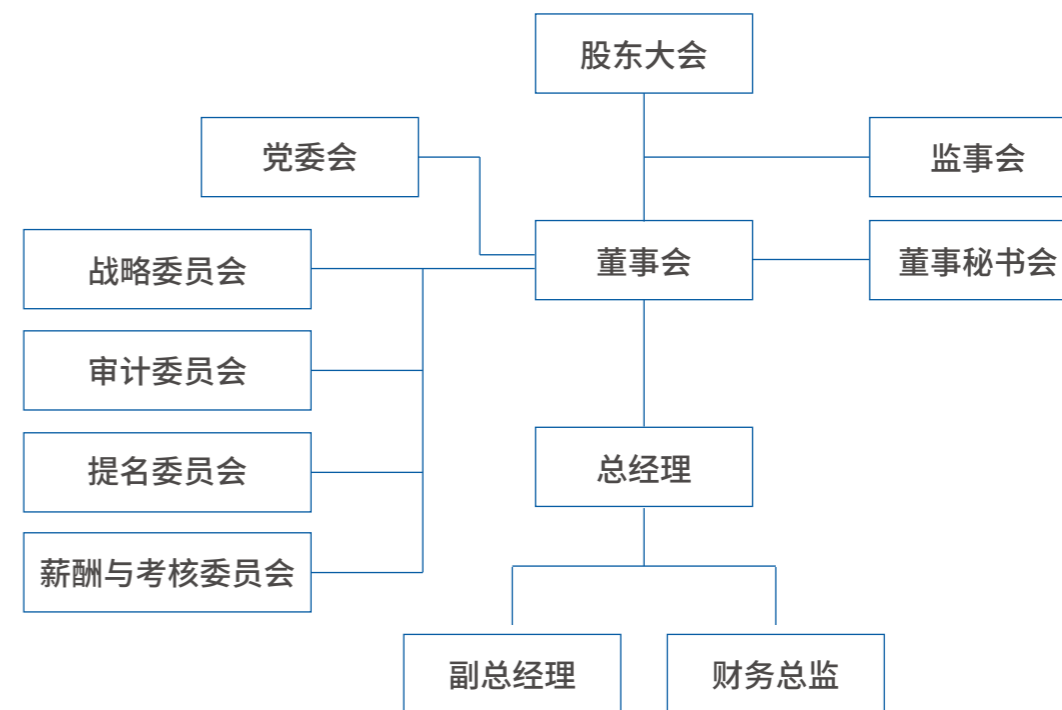 股东大会
党委会
监事会
董事会
董事秘书会
战略委员会
审计委员会
提名委员会
总经理
薪酬与考核委员会
副总经理
财务总监